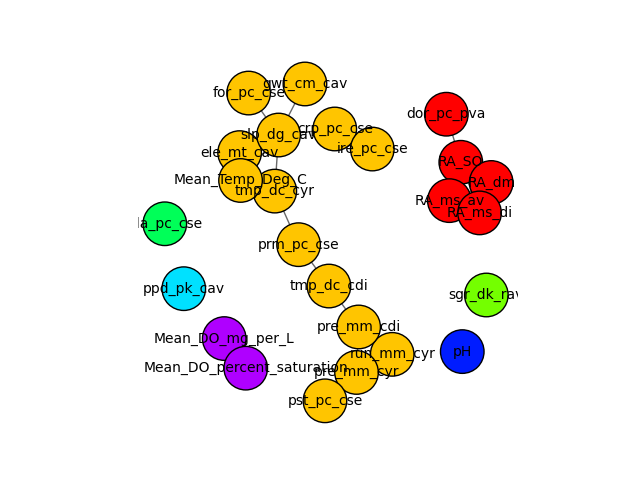 gwt_cm_cav
for_pc_cse
dor_pc_pva
crp_pc_cse
slp_dg_cav
ire_pc_cse
ele_mt_cav
RA_SO
Mean_Temp_Deg_C
RA_dm
tmp_dc_cyr
RA_ms_av
RA_ms_di
la_pc_cse
prm_pc_cse
tmp_dc_cdi
ppd_pk_cav
sgr_dk_rav
pre_mm_cdi
Mean_DO_mg_per_L
run_mm_cyr
pH
Mean_DO_percent_saturation
pre_mm_cyr
pst_pc_cse